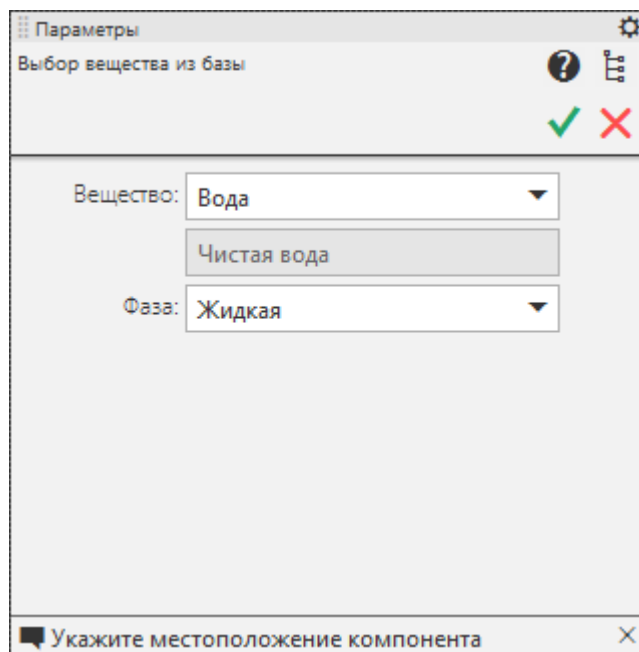 Параметры
Выбор вещества из базы
Вещество: Вода
Чистая вода
Фаза: Жидкая
Укажите местоположение компонента